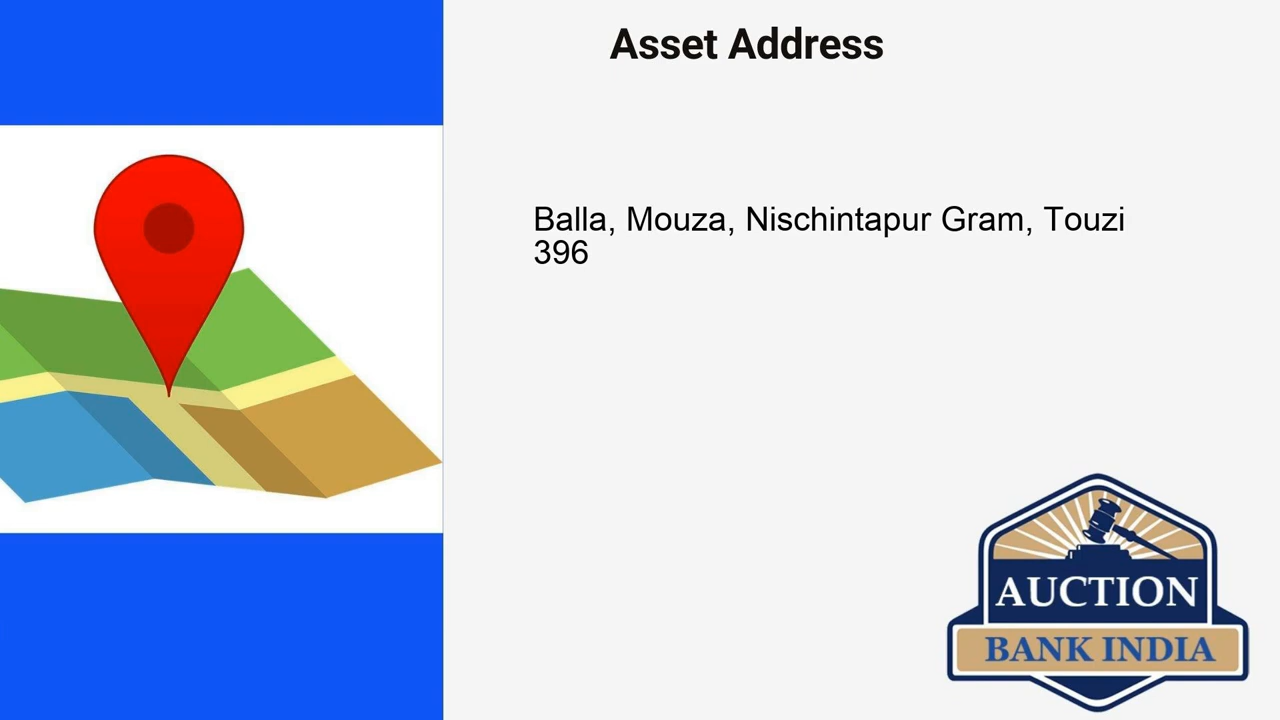 Asset Address
Balla, Mouza, Nischintapur Gram, Touzi
396
AUCTION
BANK INDIA